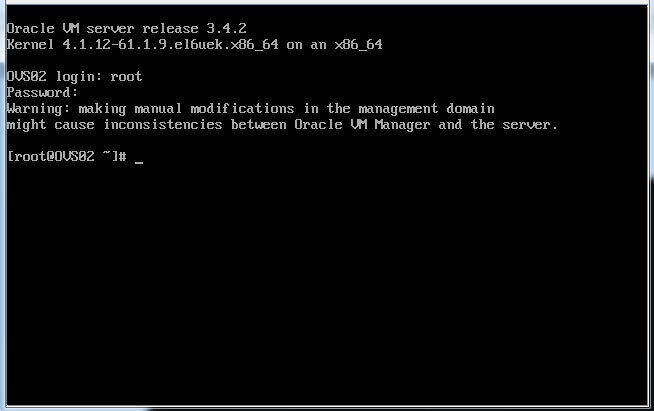 Oracle VM server release 3.4.2
Kernel 4.1.12-61.1.9.el6uek.x86_64 on an x86_64
OVS02 login: root
Password:
Warning: making manual modifications in the management domain
might cause inconsistencies between Oracle VM Manager and the server.
[root@OVS02 ~]# _